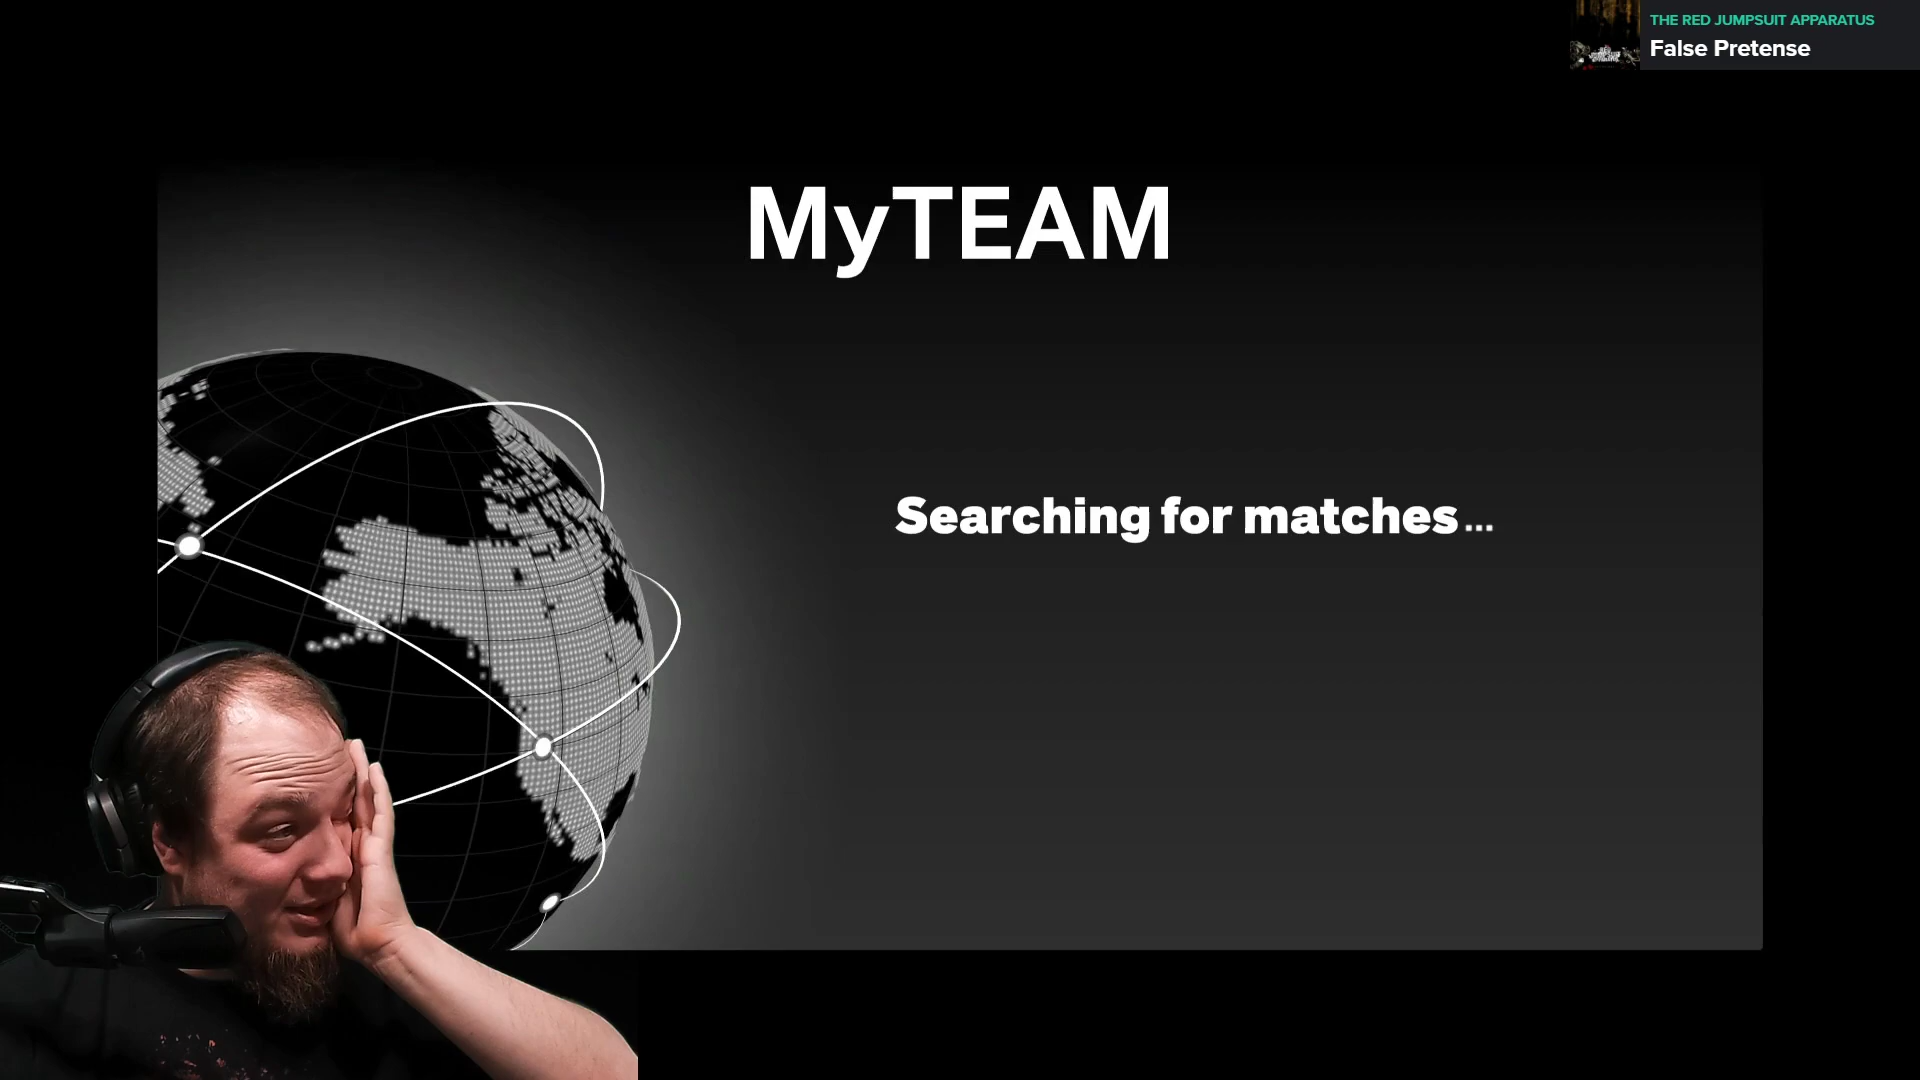 THE RED JUMPSUIT APPARATUS
False Pretense
MyTEAM
Searching for matches...